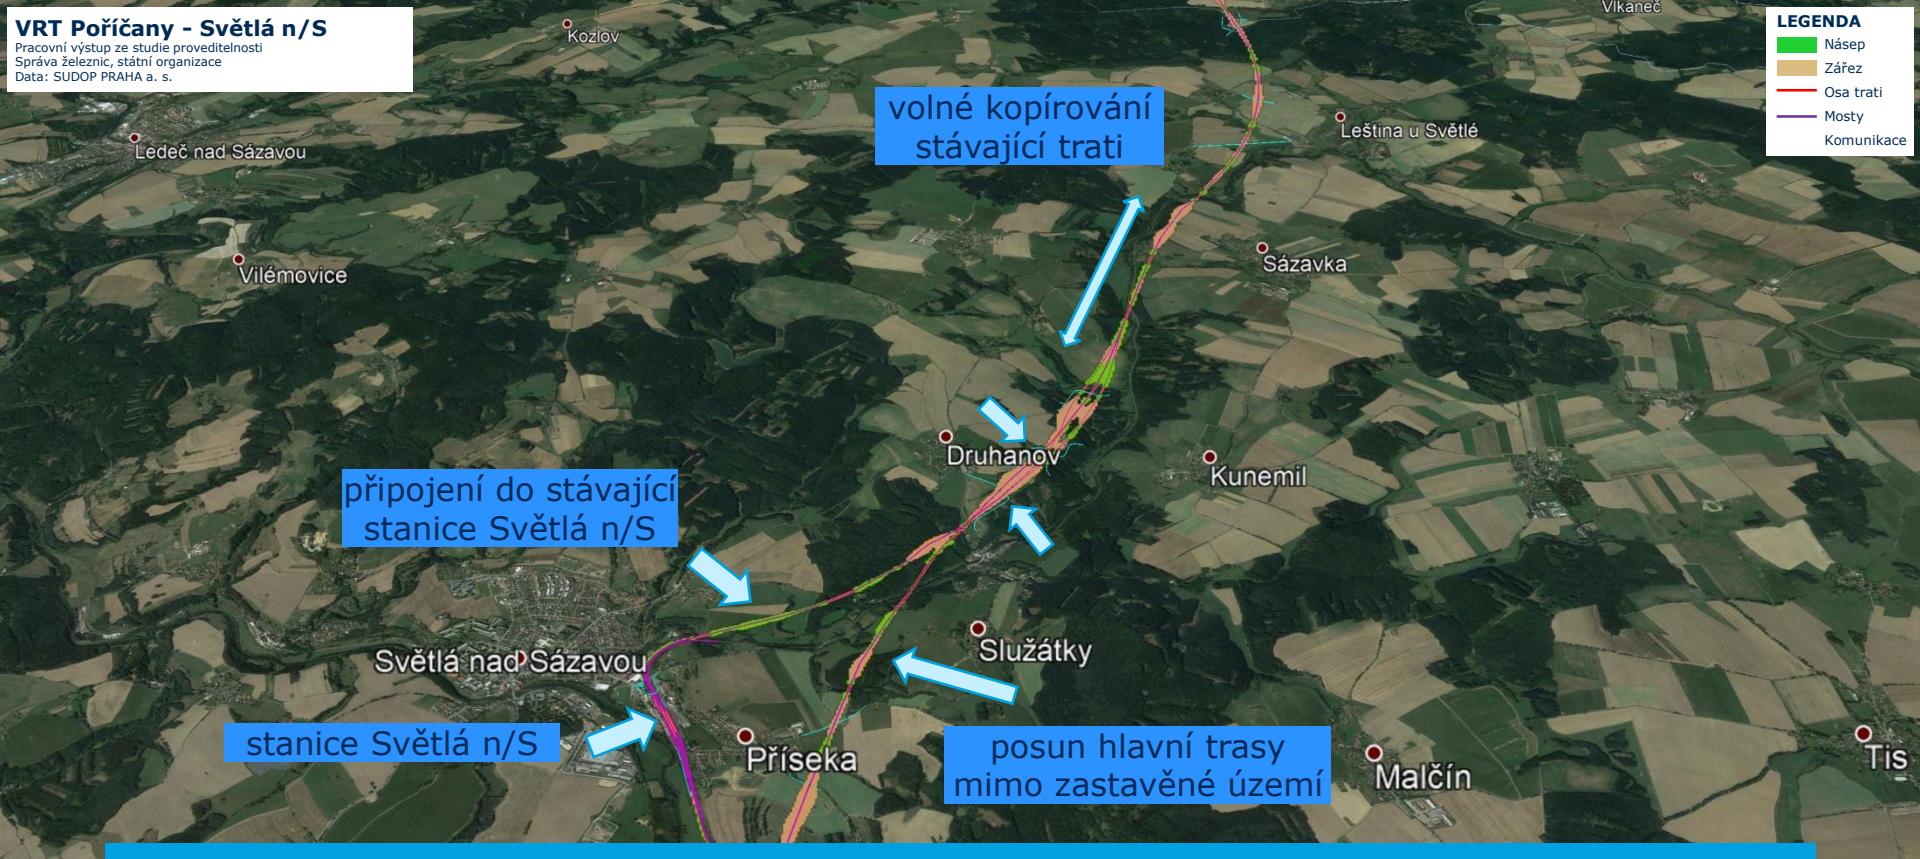 VRT Poříčany - Světlá n/S
Pracovní výstup ze studie proveditelnosti
Správa železnic, státní organizace
Data: SUDOP PRAHA a. s.
Kozlov
Vlkaneč
LEGENDA
Násep
Zářez
Osa trati
Mosty
Komunikace
volné kopírování
stávající trati
Leština u Světlé
Ledeč nad Sázavou
Vilémovice
Sázavka
Druhanov
Kunemil
připojení do stávající
stanice Světlá n/S
Služátky
Světlá nad Sázavou
stanice Světlá n/S
Příseka
posun hlavní trasy
mimo zastavěné území
Malčín
Tis